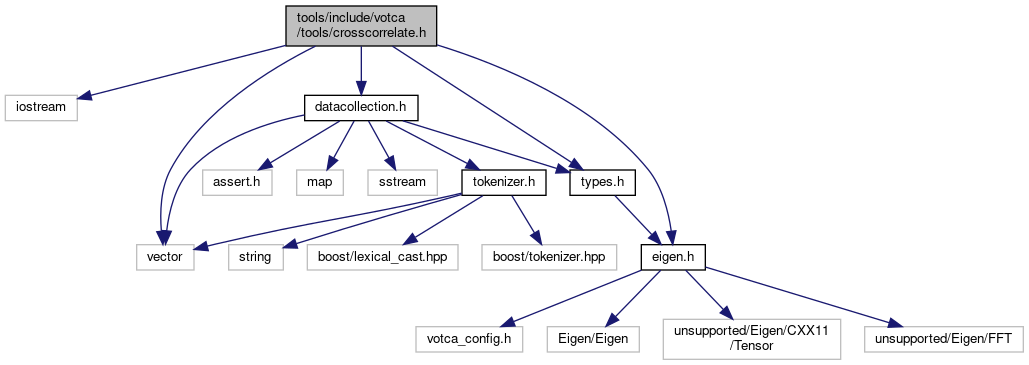 tools/include/votca
/tools/crosscorrelate.h
iostream
datacollection.h
assert.h
map
sstream
tokenizer.h
types.h
vector
string
boost/lexical_cast.hpp
boost/tokenizer.hpp
eigen.h
votca_config.h
Eigen/Eigen
unsupported/Eigen/CXX11
/Tensor
unsupported/Eigen/FFT